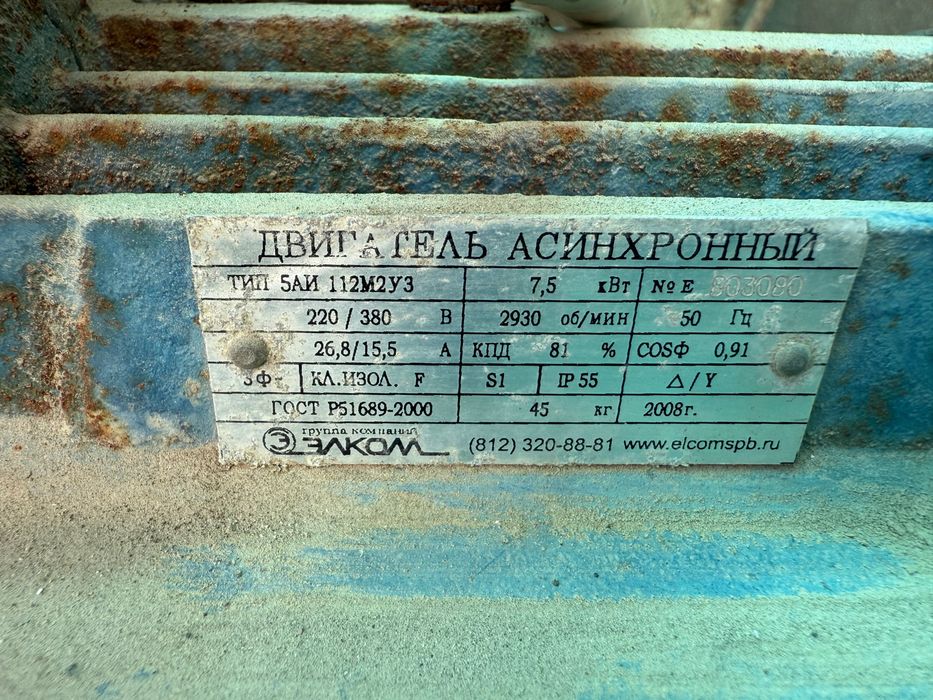 ДВИГАТЕЛЬ АСИНХРОННЫЙ
ТИП 5АИ 112М2У3 7,5 кВт № Е 803080
220 / 380 В 2930 об/мин 50 Гц
26,8/15,5 А КПД 81 % COSФ 0,91
3ф КЛ.ИЗОЛ. F S1 IP 55 Δ / Y
ГОСТ Р51689-2000 45 кг 2008г.
группа компаний
ЭЛКОМ (812) 320-88-81 www.elcomspb.ru